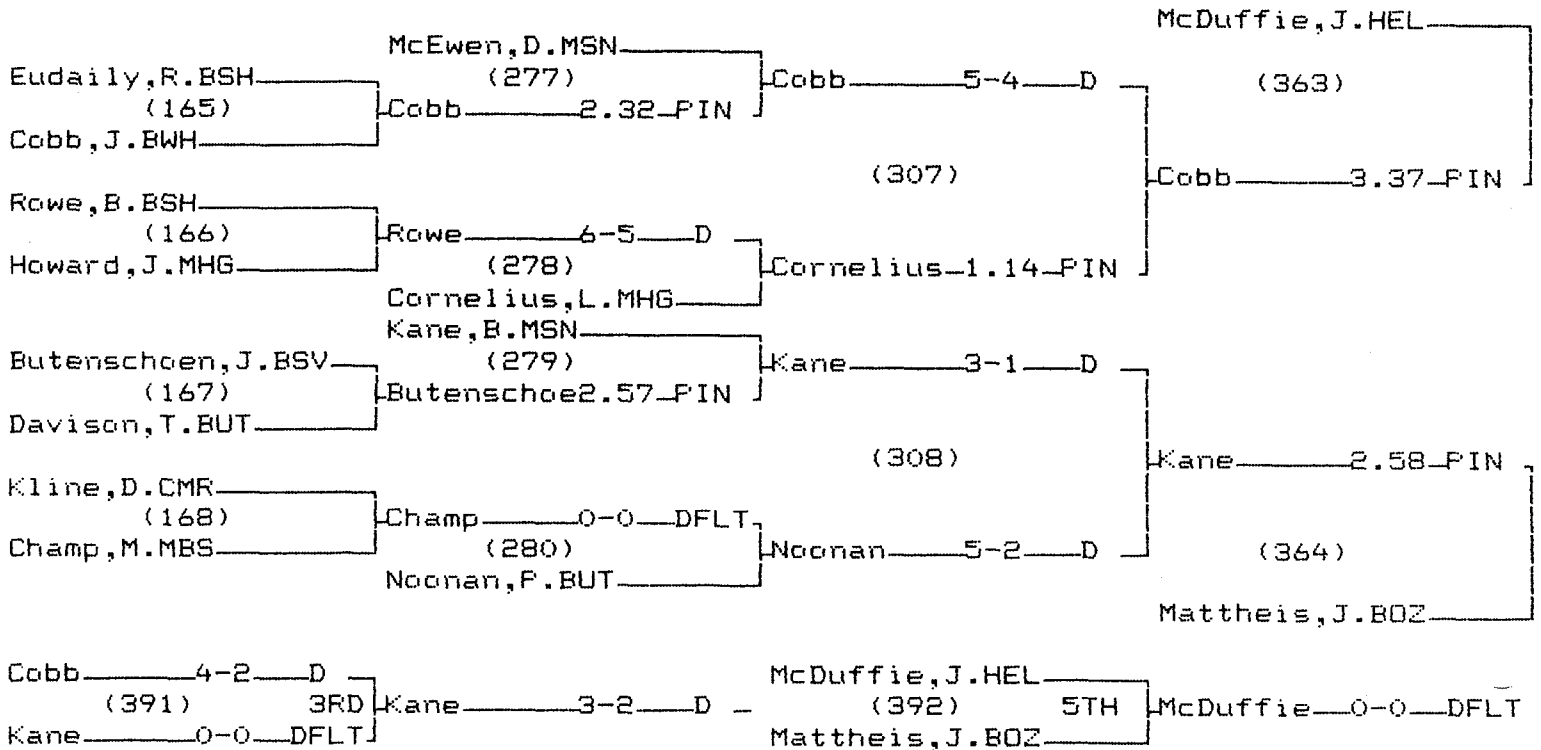 McDuffie,J.HEL
McEwen,D.MSN
Eudaily,R.BSH (277) Cobb 5-4 D (363)
(165) Cobb 2.32 PIN
Cobb,J.BWH
(307) Cobb 3.37 PIN
Rowe,B.BSH
(166) Rowe 6-5 D
Howard,J.MHG (278) Cornelius 1.14 PIN
Cornelius,L.MHG
Kane,B.MSN
Butenschoen,J.BSV (279) Kane 3-1 D
(167) Butenschoe2.57 PIN
Davison,T.BUT
(308) Kane 2.58 PIN
Kline,D.CMR
(168) Champ 0-0 DFLT
Champ,M.MBS (280) Noonan 5-2 D (364)
Noonan,P.BUT
Mattheis,J.BOZ
Cobb 4-2 D McDuffie,J.HEL
(391) 3RD Kane 3-2 D (392) 5TH McDuffie 0-0 DFLT
Kane 0-0 DFLT Mattheis,J.BOZ